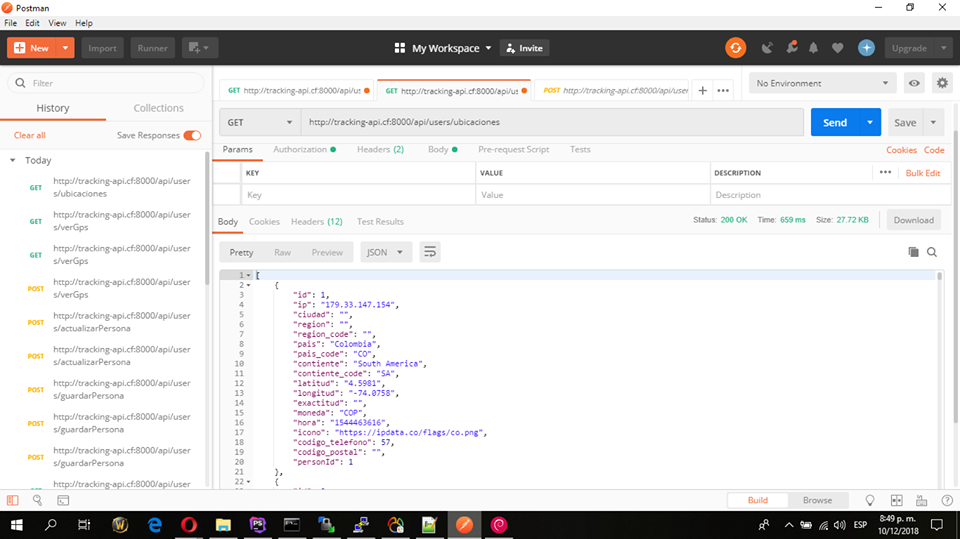 Postman
File Edit View Help
New Import Runner My Workspace Invite Upgrade
Filter
History Collections
Clear all Save Responses
Today
GET http://tracking-api.cf:8000/api/users/ubicaciones
GET http://tracking-api.cf:8000/api/users/verGps
GET http://tracking-api.cf:8000/api/users/verGps
POST http://tracking-api.cf:8000/api/users/verGps
POST http://tracking-api.cf:8000/api/users/actualizarPersona
POST http://tracking-api.cf:8000/api/users/actualizarPersona
POST http://tracking-api.cf:8000/api/users/guardarPersona
POST http://tracking-api.cf:8000/api/users/guardarPersona
POST http://tracking-api.cf:8000/api/users/guardarPersona
http://tracking-api.cf:8000/api/user
GET http://tracking-api.cf:8000/api/us GET http://tracking-api.cf:8000/api/us POST http://tracking-api.cf:8000/api/user + ••• No Environment
GET http://tracking-api.cf:8000/api/users/ubicaciones Send Save
Params Authorization Headers (2) Body Pre-request Script Tests Cookies Code
KEY VALUE DESCRIPTION ••• Bulk Edit
Key Value Description
Body Cookies Headers (12) Test Results Status: 200 OK Time: 659 ms Size: 27.72 KB Download
Pretty Raw Preview JSON
1 [
2 {
3 "id": 1,
4 "ip": "179.33.147.154",
5 "ciudad": "",
6 "region": "",
7 "region_code": "",
8 "pais": "Colombia",
9 "pais_code": "CO",
10 "contiente": "South America",
11 "contiente_code": "SA",
12 "latitud": "4.5981",
13 "longitud": "-74.0758",
14 "exactitud": "",
15 "moneda": "COP",
16 "hora": "1544463616",
17 "icono": "https://ipdata.co/flags/co.png",
18 "codigo_telefono": 57,
19 "codigo_postal": "",
20 "personId": 1
21 },
22 {
Build Browse
ESP 8:49 p. m.
10/12/2018